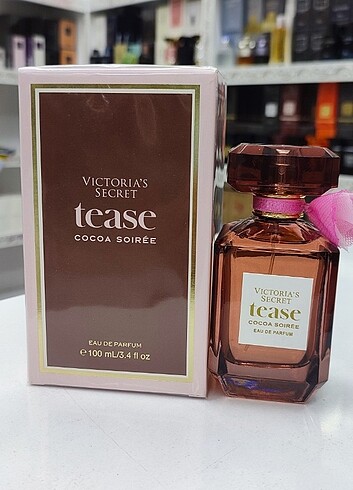 VICTORIA'S
SECRET
tease
COCOA SOIRÉE
EAU DE PARFUM
℮ 100 mL/3.4 fl oz
VICTORIA'S
SECRET
tease
COCOA SOIRÉE
EAU DE PARFUM